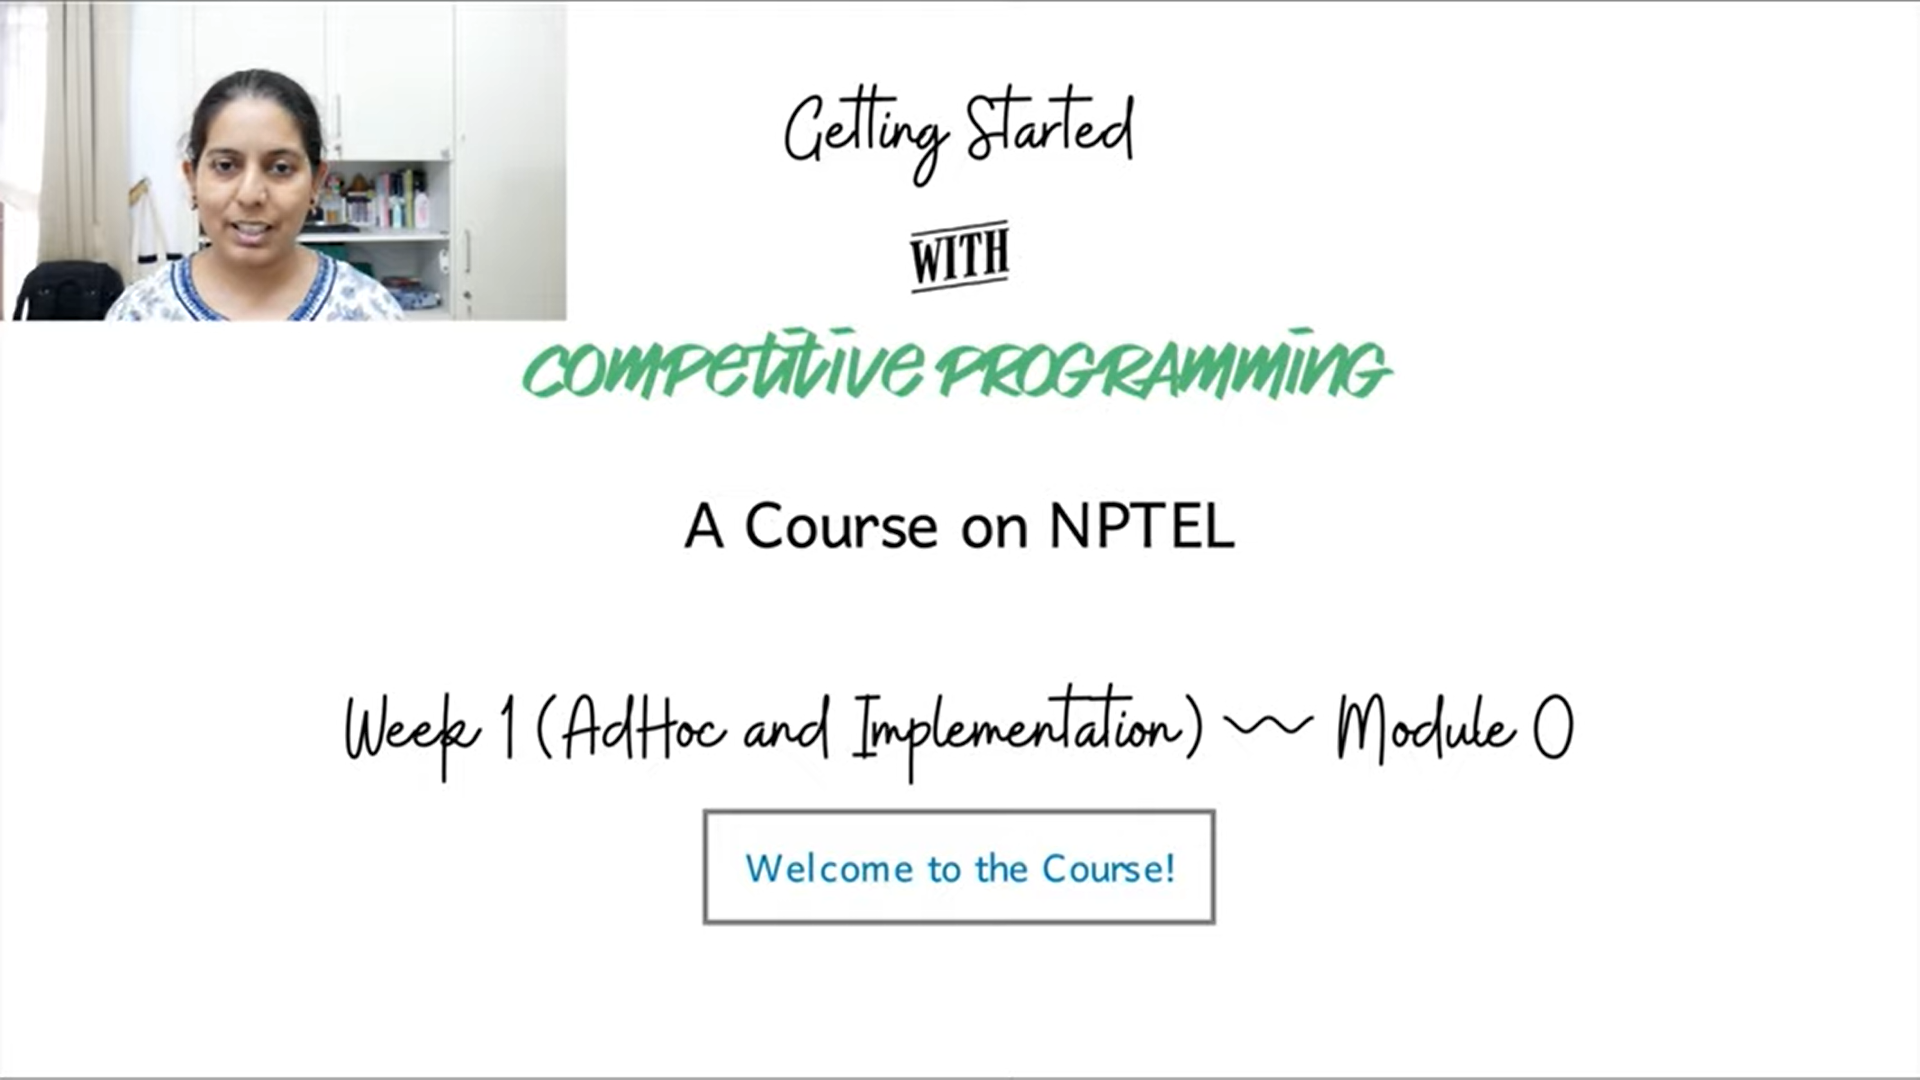 Getting Started
WITH
COMPETITIVE PROGRAMMING
A Course on NPTEL
Week 1 (AdHoc and Implementation) ~ Module 0
Welcome to the Course!